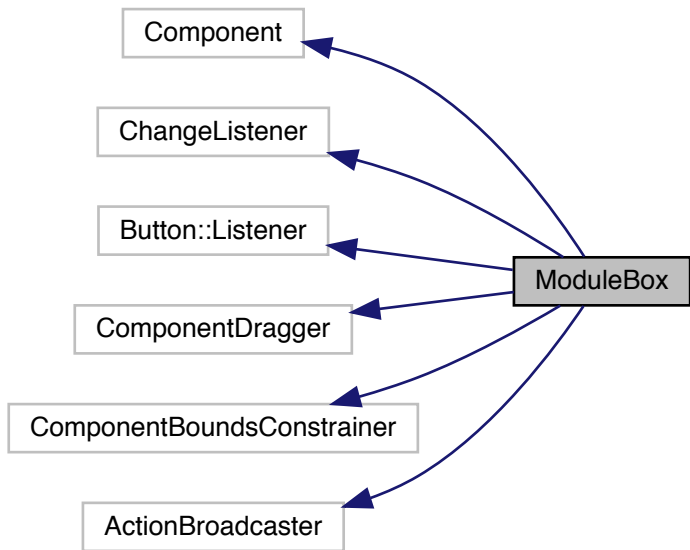 Component
ChangeListener
Button::Listener
ModuleBox
ComponentDragger
ComponentBoundsConstrainer
ActionBroadcaster